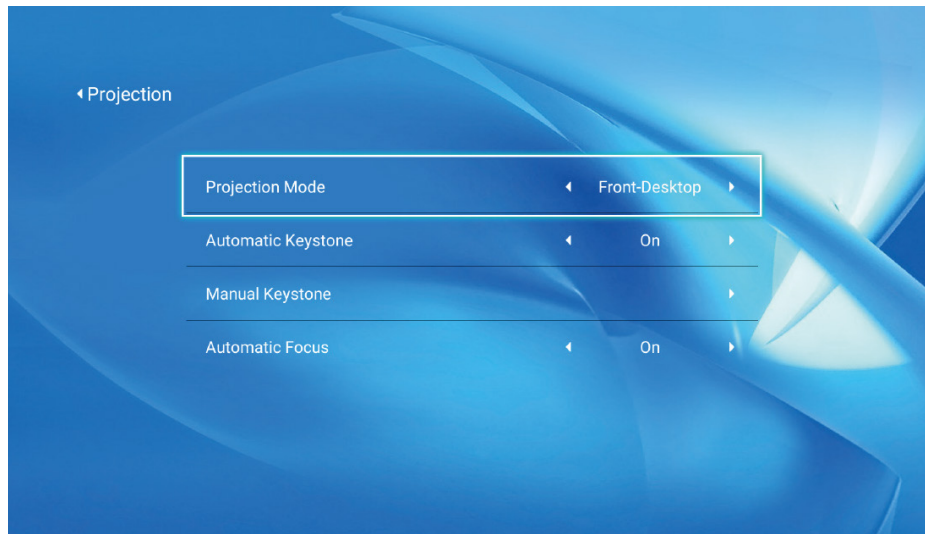 Projection
Projection Mode Front-Desktop
Automatic Keystone On
Manual Keystone
Automatic Focus On